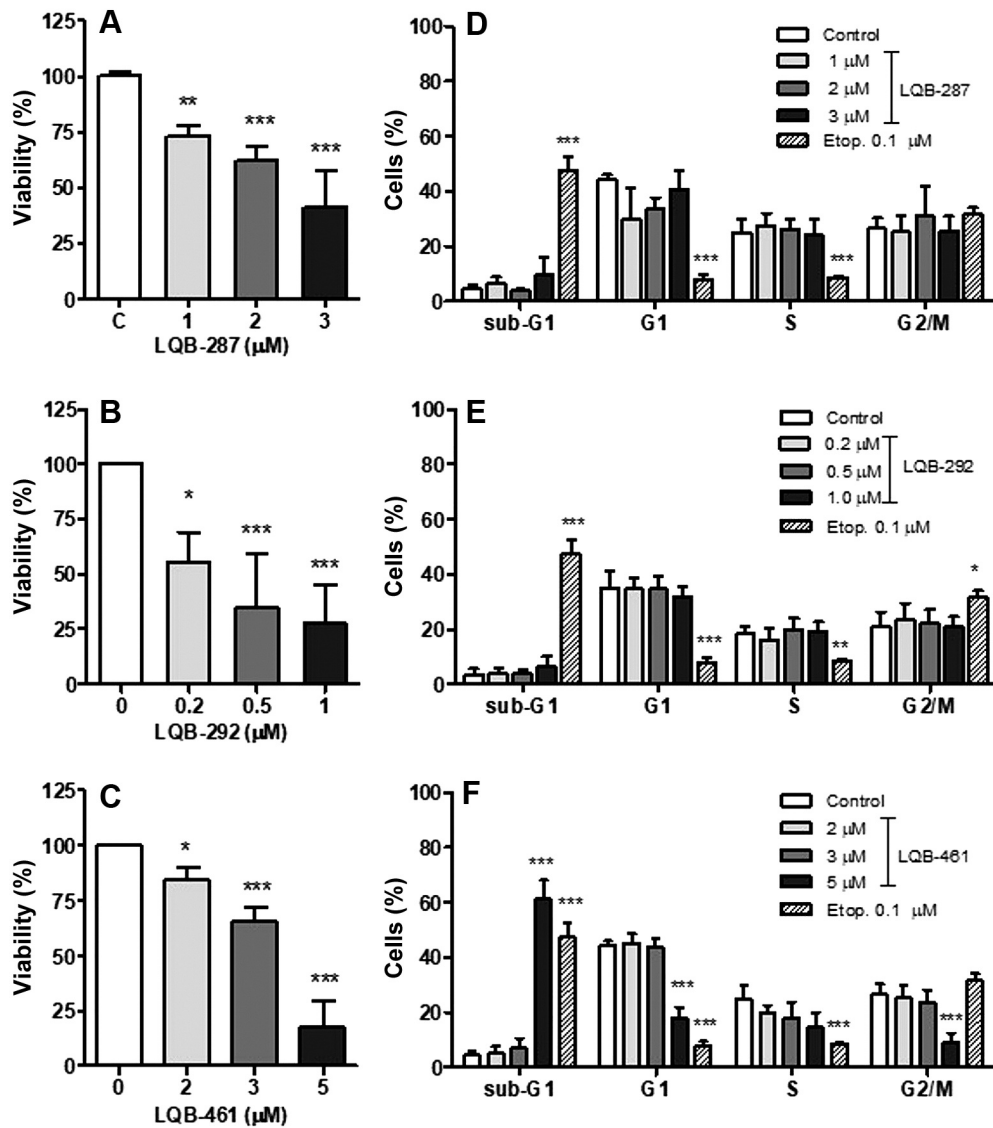 A
125
100
75
50
25
0
Viability (%)
** *** ***
C 1 2 3
LQB-287 (µM)
D
100
80
60
40
20
0
Cells (%)
*** *** ***
sub-G1 G1 S G2/M
Control
1 µM
2 µM
3 µM
LQB-287
Etop. 0.1 µM
B
125
100
75
50
25
0
Viability (%)
* *** ***
0 0.2 0.5 1
LQB-292 (µM)
E
100
80
60
40
20
0
Cells (%)
*** *** ** *
sub-G1 G1 S G2/M
Control
0.2 µM
0.5 µM
1.0 µM
LQB-292
Etop. 0.1 µM
C
125
100
75
50
25
0
Viability (%)
* *** ***
0 2 3 5
LQB-461 (µM)
F
100
80
60
40
20
0
Cells (%)
*** *** *** *** *** ***
sub-G1 G1 S G2/M
Control
2 µM
3 µM
5 µM
LQB-461
Etop. 0.1 µM